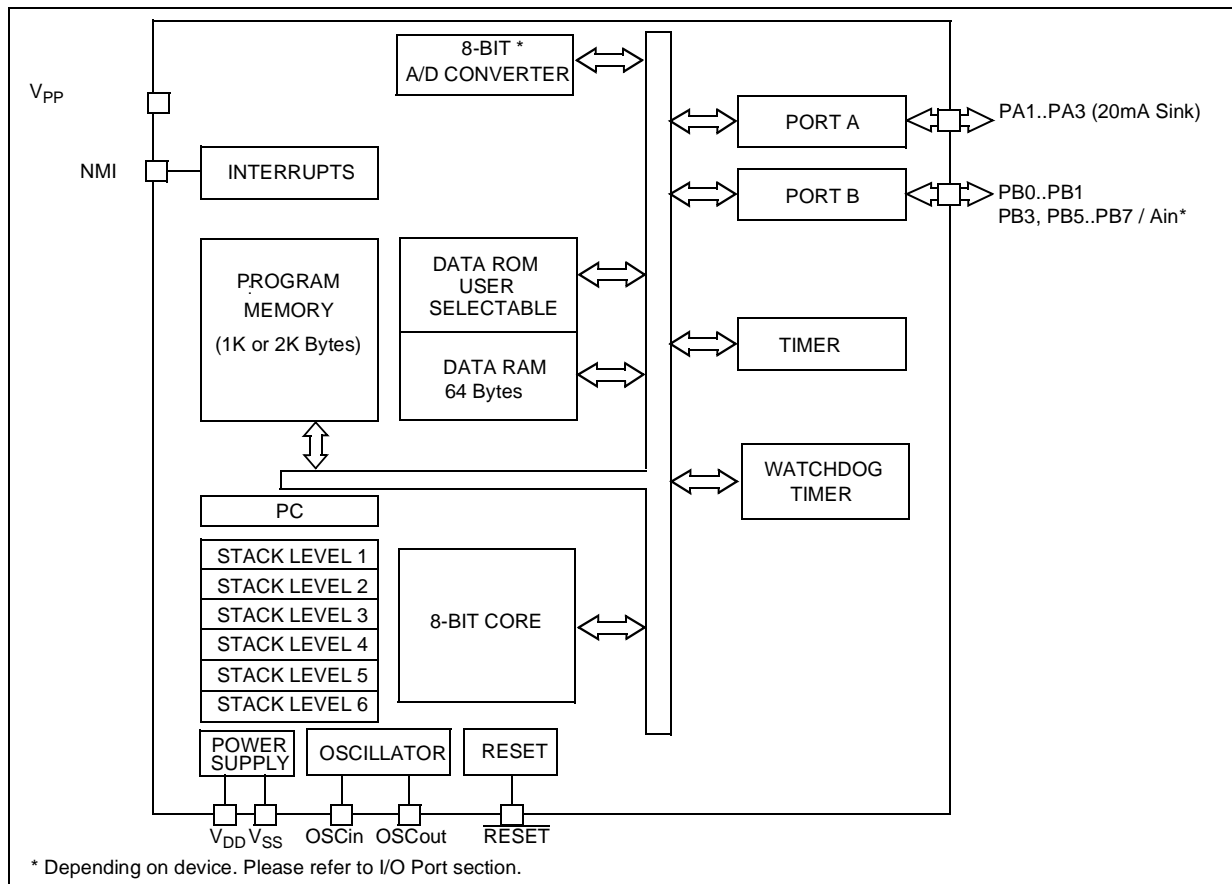 8-BIT *
A/D CONVERTER
V_PP
PORT A
PA1..PA3 (20mA Sink)
NMI
INTERRUPTS
PORT B
PB0..PB1
PB3, PB5..PB7 / Ain*
PROGRAM
MEMORY
(1K or 2K Bytes)
DATA ROM
USER
SELECTABLE
DATA RAM
64 Bytes
TIMER
WATCHDOG
TIMER
PC
STACK LEVEL 1
STACK LEVEL 2
STACK LEVEL 3
STACK LEVEL 4
STACK LEVEL 5
STACK LEVEL 6
8-BIT CORE
POWER
SUPPLY
OSCILLATOR
RESET
V_DD V_SS OSCin OSCout RESET
* Depending on device. Please refer to I/O Port section.